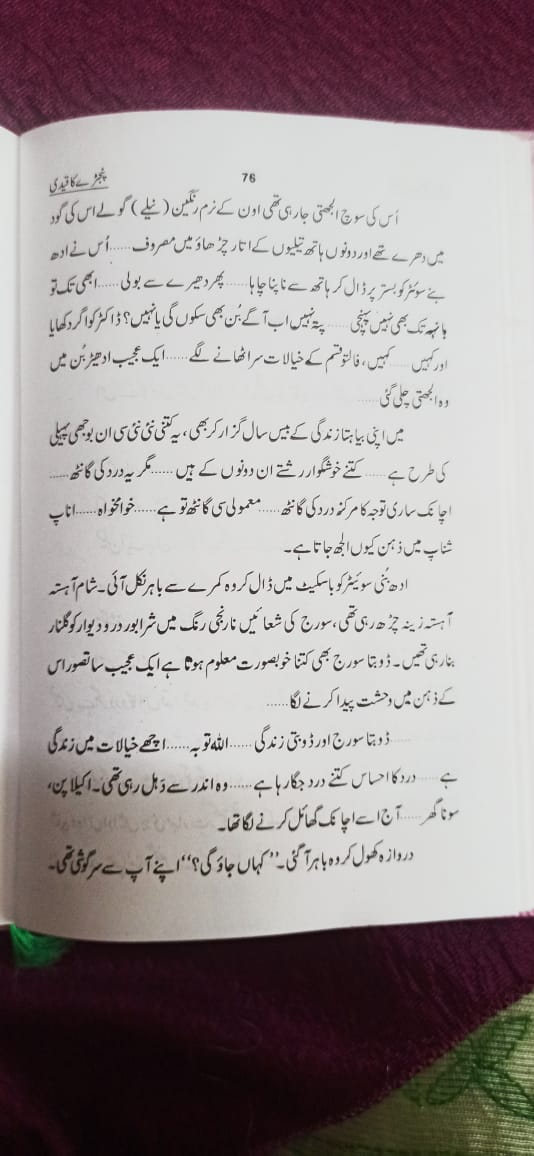 76
پنجڑے کا قیدی
اُس کی سوچ الجھتی جا رہی تھی اون کے نرم رنگین (نیلے) گولے اس کی گود
میں دھرے تھے اور دونوں ہاتھ تیلیوں کے اتار چڑھاؤ میں مصروف......اُس نے ادھ
بنے سوئٹر کو بستر پر ڈال کر ہاتھ سے ناپنا چاہا......پھر دھیرے سے بولی......ابھی تک تو
بانہہ تک بھی نہیں پہنچی......پتہ نہیں اب آگے بُن بھی سکوں گی یا نہیں؟ ڈاکٹر کو اگر دکھایا
اور کہیں......کہیں، فالتو قسم کے خیالات سر اٹھانے لگے......ایک عجیب ادھیڑ بُن میں
وہ الجھتی چلی گئی......
میں اپنی بیاہتا زندگی کے بیس سال گزار کر بھی، یہ کتنی نئی نئی سی ان بوجھی پہیلی
کی طرح ہے......کتنے خوشگوار رشتے ان دونوں کے ہیں......مگر یہ درد کی گانٹھ......
اچانک ساری توجہ کا مرکز درد کی گانٹھ......معمولی سی گانٹھ تو ہے......خوامخواہ......اناپ
شناپ میں ذہن کیوں الجھ جاتا ہے۔
ادھ بُنی سوئیٹر کو باسکیٹ میں ڈال کر وہ کمرے سے باہر نکل آئی۔ شام آہستہ
آہستہ زینہ چڑھ رہی تھی، سورج کی شعائیں نارنجی رنگ میں شرابور در و دیوار کو گلنار
بنا رہی تھیں۔ ڈوبتا سورج بھی کتنا خوبصورت معلوم ہوتا ہے ایک عجیب سا تصور اس
کے ذہن میں وحشت پیدا کرنے لگا......
ڈوبتا سورج اور ڈوبتی زندگی......اللہ توبہ......اچھے خیالات میں زندگی
ہے......درد کا احساس کتنے درد جگا رہا ہے......وہ اندر سے دَہل رہی تھی۔ اکیلا پن،
سونا گھر......آج اسے اچانک گھائل کرنے لگا تھا۔
دروازہ کھول کر وہ باہر آ گئی۔ ”کہاں جاؤ گی؟“ اپنے آپ سے سرگوشی تھی۔